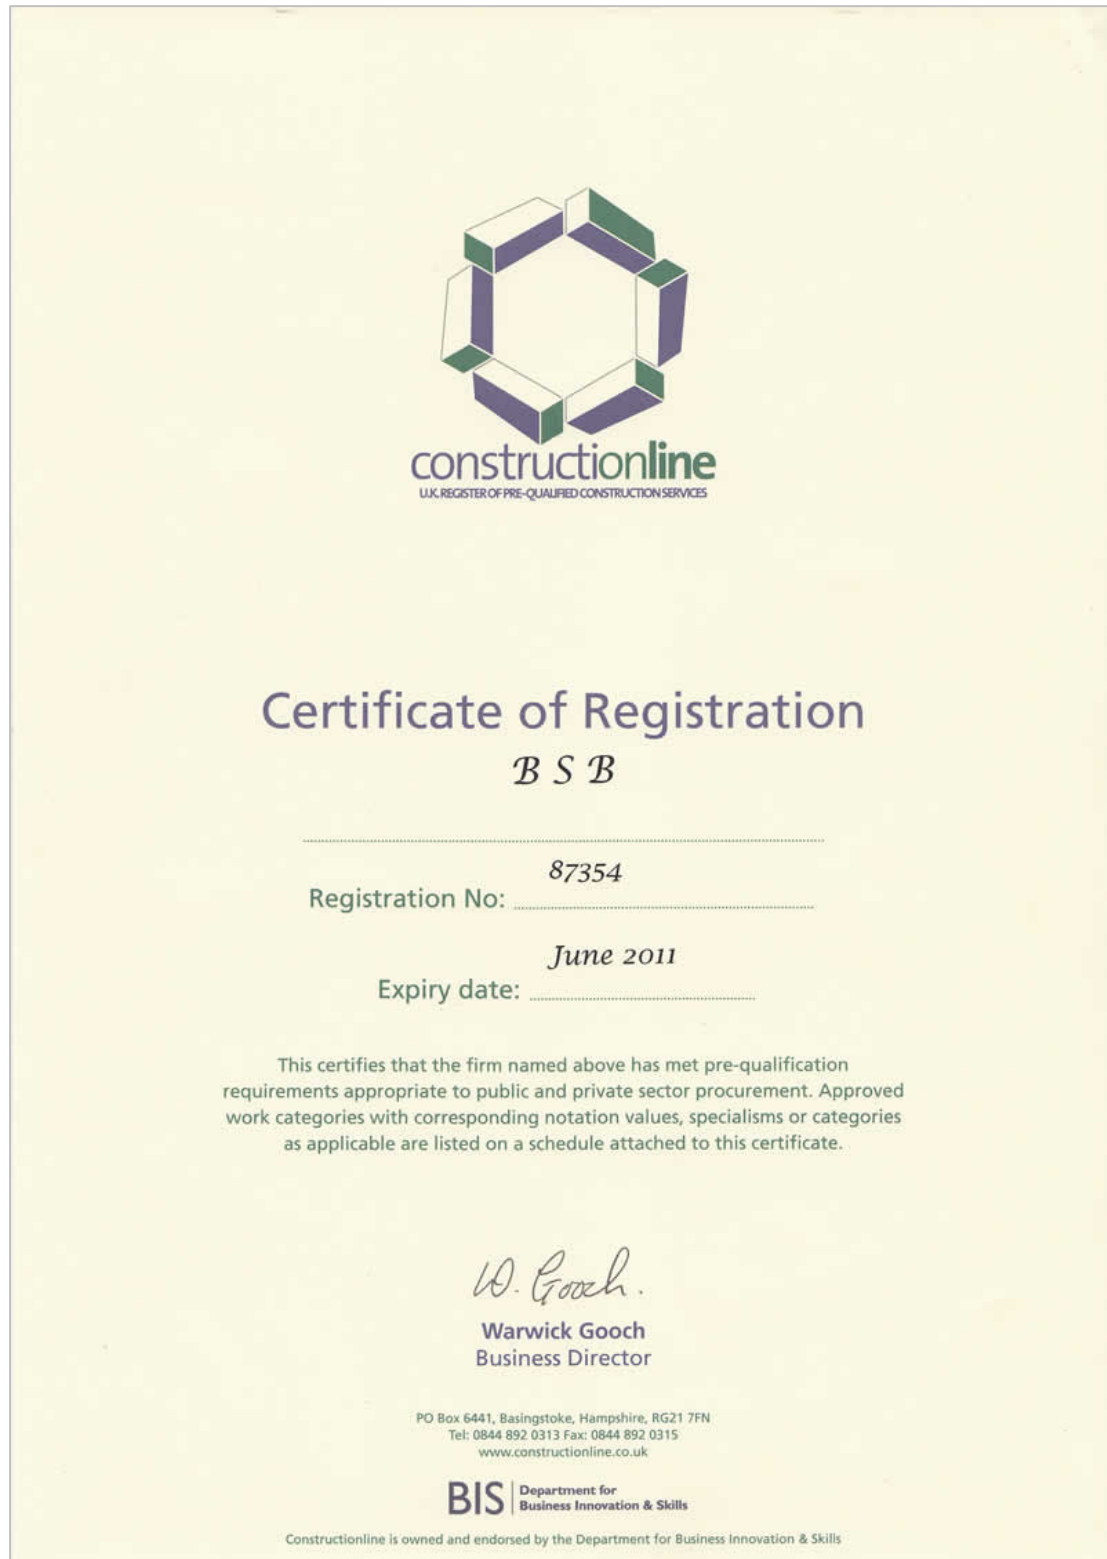 constructionline
U.K. REGISTER OF PRE-QUALIFIED CONSTRUCTION SERVICES
Certificate of Registration
B S B
87354
Registration No:
June 2011
Expiry date:
This certifies that the firm named above has met pre-qualification
requirements appropriate to public and private sector procurement. Approved
work categories with corresponding notation values, specialisms or categories
as applicable are listed on a schedule attached to this certificate.
W. Gooch.
Warwick Gooch
Business Director
PO Box 6441, Basingstoke, Hampshire, RG21 7FN
Tel: 0844 892 0313 Fax: 0844 892 0315
www.constructionline.co.uk
BIS Department for
Business Innovation & Skills
Constructionline is owned and endorsed by the Department for Business Innovation & Skills